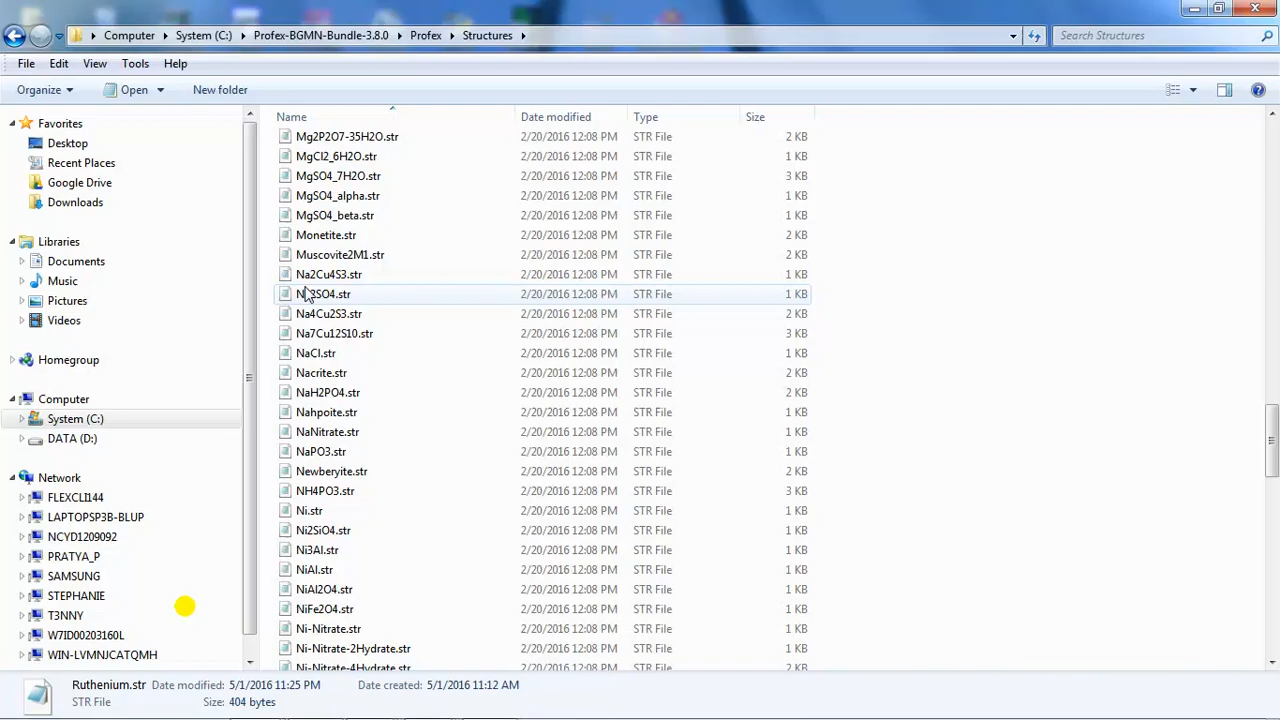 Computer System (C:) Profex-BGMN-Bundle-3.8.0 Profex Structures Search Structures
File Edit View Tools Help
Organize Open New folder
Favorites
Desktop
Recent Places
Google Drive
Downloads
Libraries
Documents
Music
Pictures
Videos
Homegroup
Computer
System (C:)
DATA (D:)
Network
FLEXCLI144
LAPTOPSP3B-BLUP
NCYD1209092
PRATYA_P
SAMSUNG
STEPHANIE
T3NNY
W7ID00203160L
WIN-LVMNJCATQMH
Name Date modified Type Size
Mg2P2O7-35H2O.str 2/20/2016 12:08 PM STR File 2 KB
MgCl2_6H2O.str 2/20/2016 12:08 PM STR File 1 KB
MgSO4_7H2O.str 2/20/2016 12:08 PM STR File 3 KB
MgSO4_alpha.str 2/20/2016 12:08 PM STR File 1 KB
MgSO4_beta.str 2/20/2016 12:08 PM STR File 1 KB
Monetite.str 2/20/2016 12:08 PM STR File 1 KB
Muscovite2M1.str 2/20/2016 12:08 PM STR File 1 KB
Na2Cu4S3.str 2/20/2016 12:08 PM STR File 1 KB
2/20/2016 12:08 PM STR File 1 KB
Na4Cu2S3.str 2/20/2016 12:08 PM STR File 1 KB
Na7Cu12S10.str 2/20/2016 12:08 PM STR File 3 KB
NaCl.str 2/20/2016 12:08 PM STR File 1 KB
Nacrite.str 2/20/2016 12:08 PM STR File 2 KB
NaH2PO4.str 2/20/2016 12:08 PM STR File 2 KB
Nahpoite.str 2/20/2016 12:08 PM STR File 1 KB
NaNitrate.str 2/20/2016 12:08 PM STR File 1 KB
NaPO3.str 2/20/2016 12:08 PM STR File 1 KB
Newberyite.str 2/20/2016 12:08 PM STR File 1 KB
NH4PO3.str 2/20/2016 12:08 PM STR File 3 KB
Ni.str 2/20/2016 12:08 PM STR File 1 KB
Ni2SiO4.str 2/20/2016 12:08 PM STR File 1 KB
Ni3Al.str 2/20/2016 12:08 PM STR File 1 KB
NiAl.str 2/20/2016 12:08 PM STR File 1 KB
NiAl2O4.str 2/20/2016 12:08 PM STR File 2 KB
NiFe2O4.str 2/20/2016 12:08 PM STR File 1 KB
Ni-Nitrate.str 2/20/2016 12:08 PM STR File 1 KB
Ni-Nitrate-2Hydrate.str 2/20/2016 12:08 PM STR File 2 KB
Ni-Nitrate-4Hydrate.str 2/20/2016 12:08 PM STR File 2 KB
Ruthenium.str Date modified: 5/1/2016 11:25 PM Date created: 5/1/2016 11:12 AM
STR File Size: 404 bytes